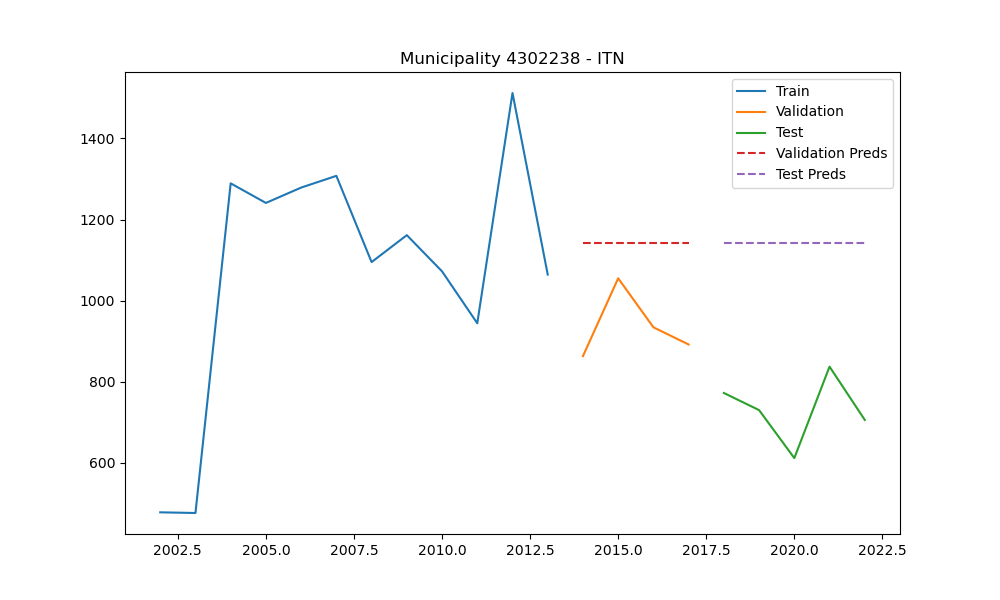 Municipality 4302238 - ITN
Train
Validation
Test
Validation Preds
Test Preds
1400
1200
1000
800
600
2002.5 2005.0 2007.5 2010.0 2012.5 2015.0 2017.5 2020.0 2022.5